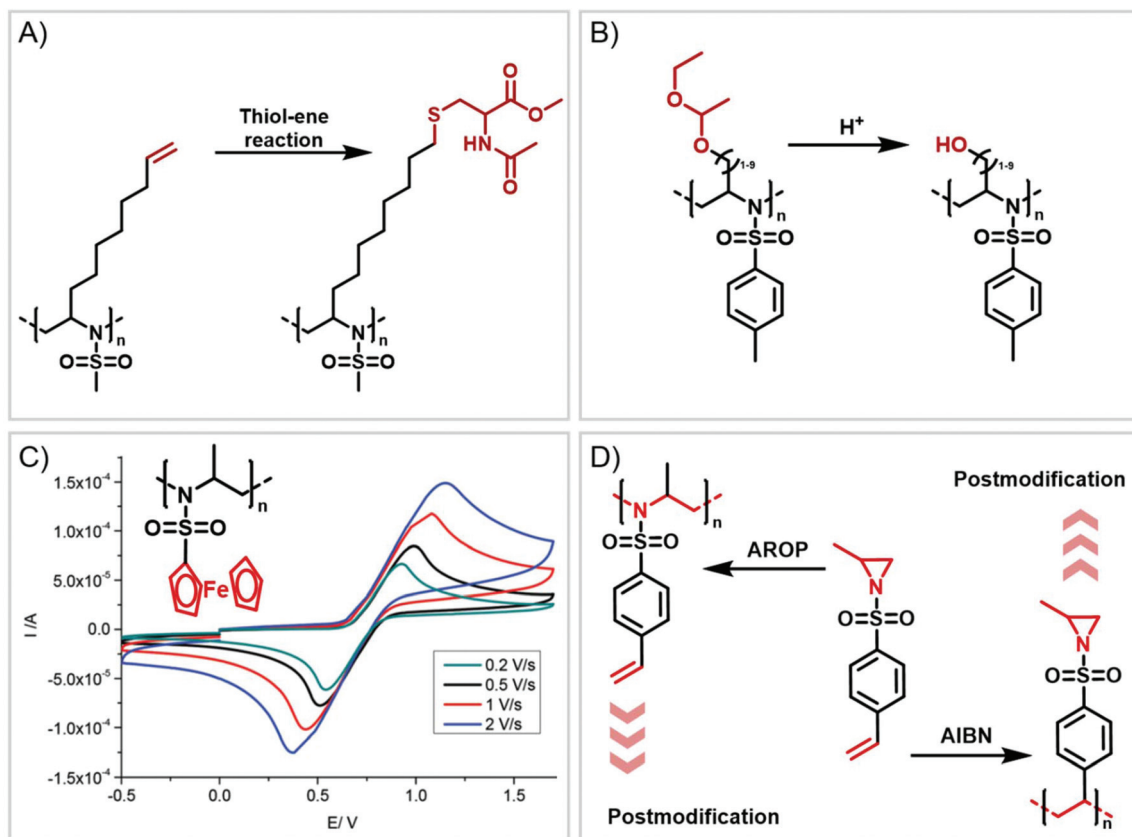 A)
Thiol-ene
reaction
S
O
O
HN
O
N
n
O=S=O
N
n
O=S=O
B)
O
O
1-9
N
n
O=S=O
H+
HO
1-9
N
n
O=S=O
C)
N
n
O=S=O
Fe
1.5x10-4
1.0x10-4
5.0x10-5
0.0
-5.0x10-5
-1.0x10-4
-1.5x10-4
I /A
-0.5 0.0 0.5 1.0 1.5
E/ V
0.2 V/s
0.5 V/s
1 V/s
2 V/s
D)
N
n
O=S=O
AROP
N
O=S=O
AIBN
Postmodification
N
O=S=O
n
Postmodification